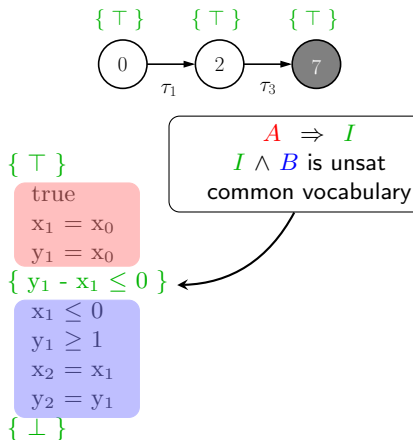 { ⊤ } { ⊤ } { ⊤ }
0 2 7
τ₁ τ₃
A ⇒ I
I ∧ B is unsat
common vocabulary
{ ⊤ }
true
x₁ = x₀
y₁ = x₀
{ y₁ - x₁ ≤ 0 }
x₁ ≤ 0
y₁ ≥ 1
x₂ = x₁
y₂ = y₁
{ ⊥ }